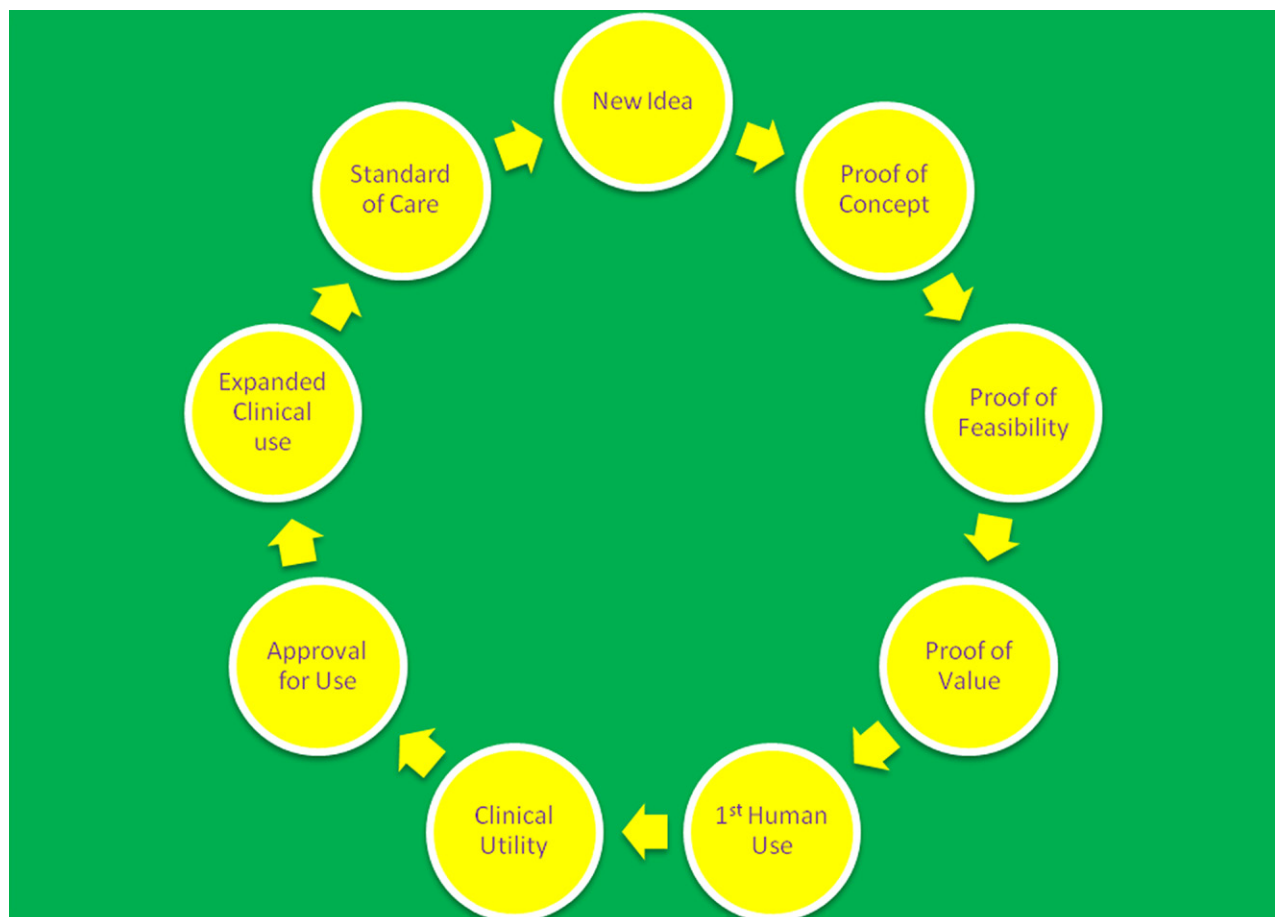 New Idea
Proof of
Concept
Proof of
Feasibility
Proof of
Value
1st Human
Use
Clinical
Utility
Approval
for Use
Expanded
Clinical
use
Standard
of Care